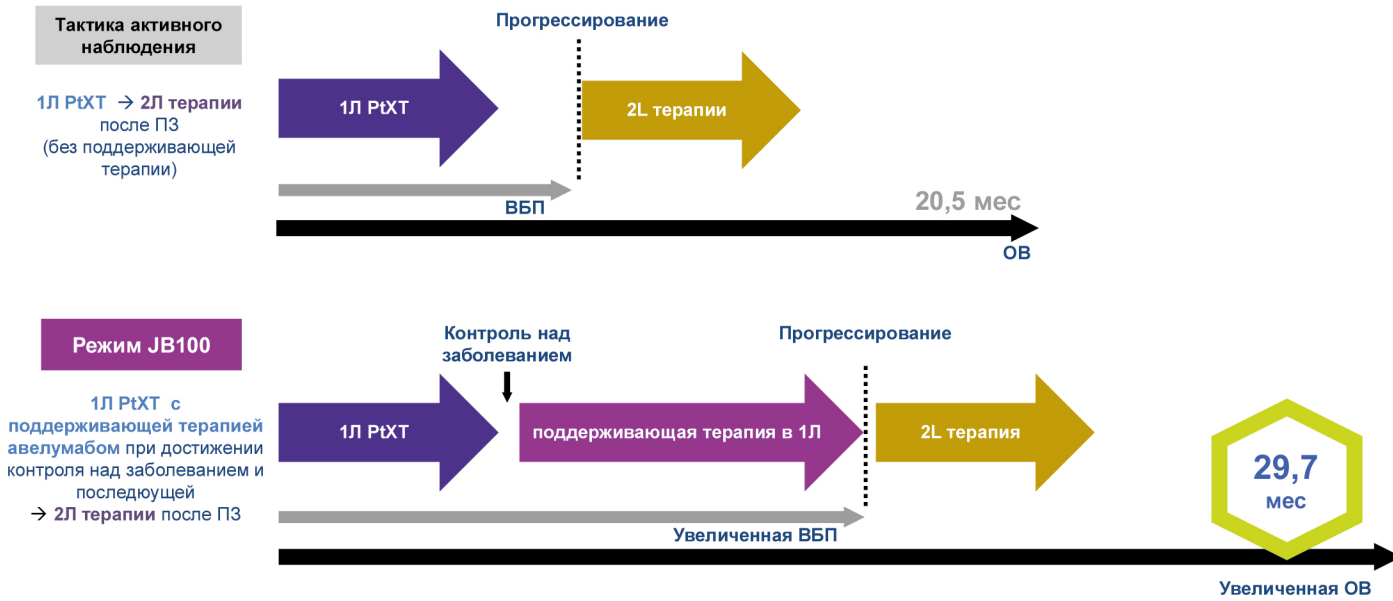 Тактика активного
наблюдения
1Л PtXT → 2Л терапии
после ПЗ
(без поддерживающей
терапии)
Прогрессирование
1Л PtXT
2L терапии
ВБП
20,5 мес
ОВ
Режим JB100
1Л PtXT с
поддерживающей терапией
авелумабом при достижении
контроля над заболеванием и
последюущей
→ 2Л терапии после ПЗ
Контроль над
заболеванием
Прогрессирование
1Л PtXT
поддерживающая терапия в 1Л
2L терапия
Увеличенная ВБП
29,7
мес
Увеличенная ОВ